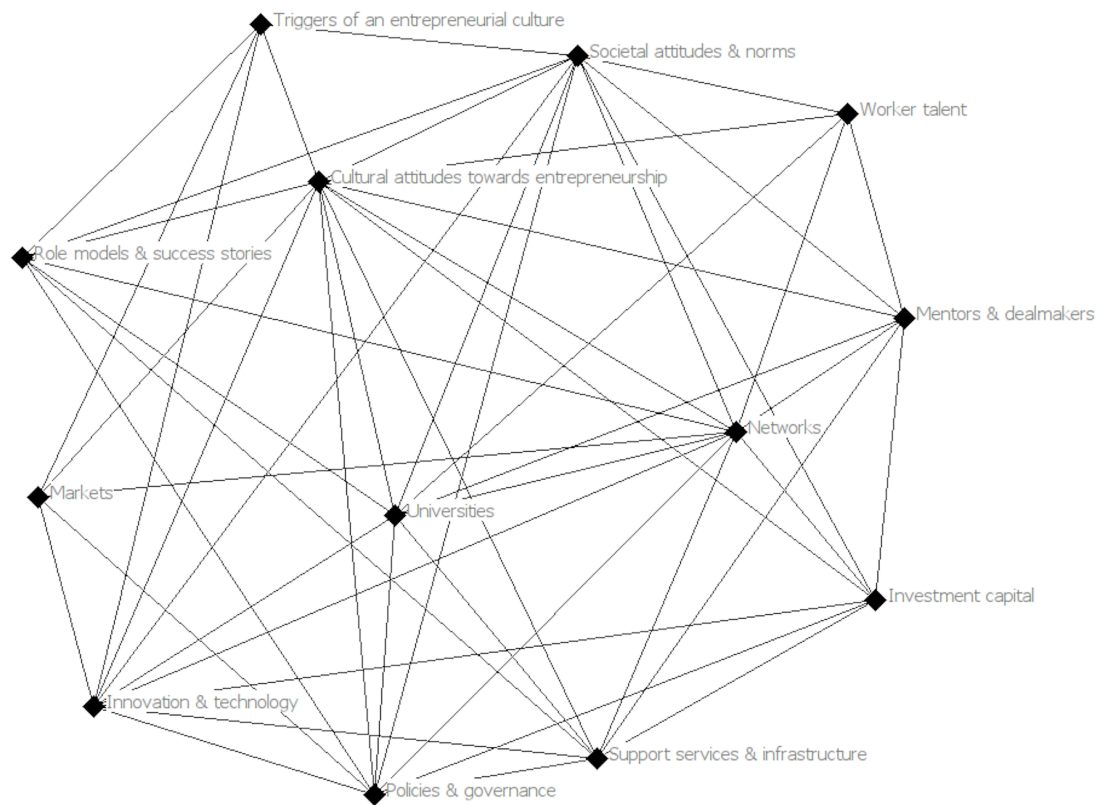 Triggers of an entrepreneurial culture
Societal attitudes & norms
Worker talent
Cultural attitudes towards entrepreneurship
Role models & success stories
Mentors & dealmakers
Networks
Markets
Universities
Investment capital
Innovation & technology
Support services & infrastructure
Policies & governance